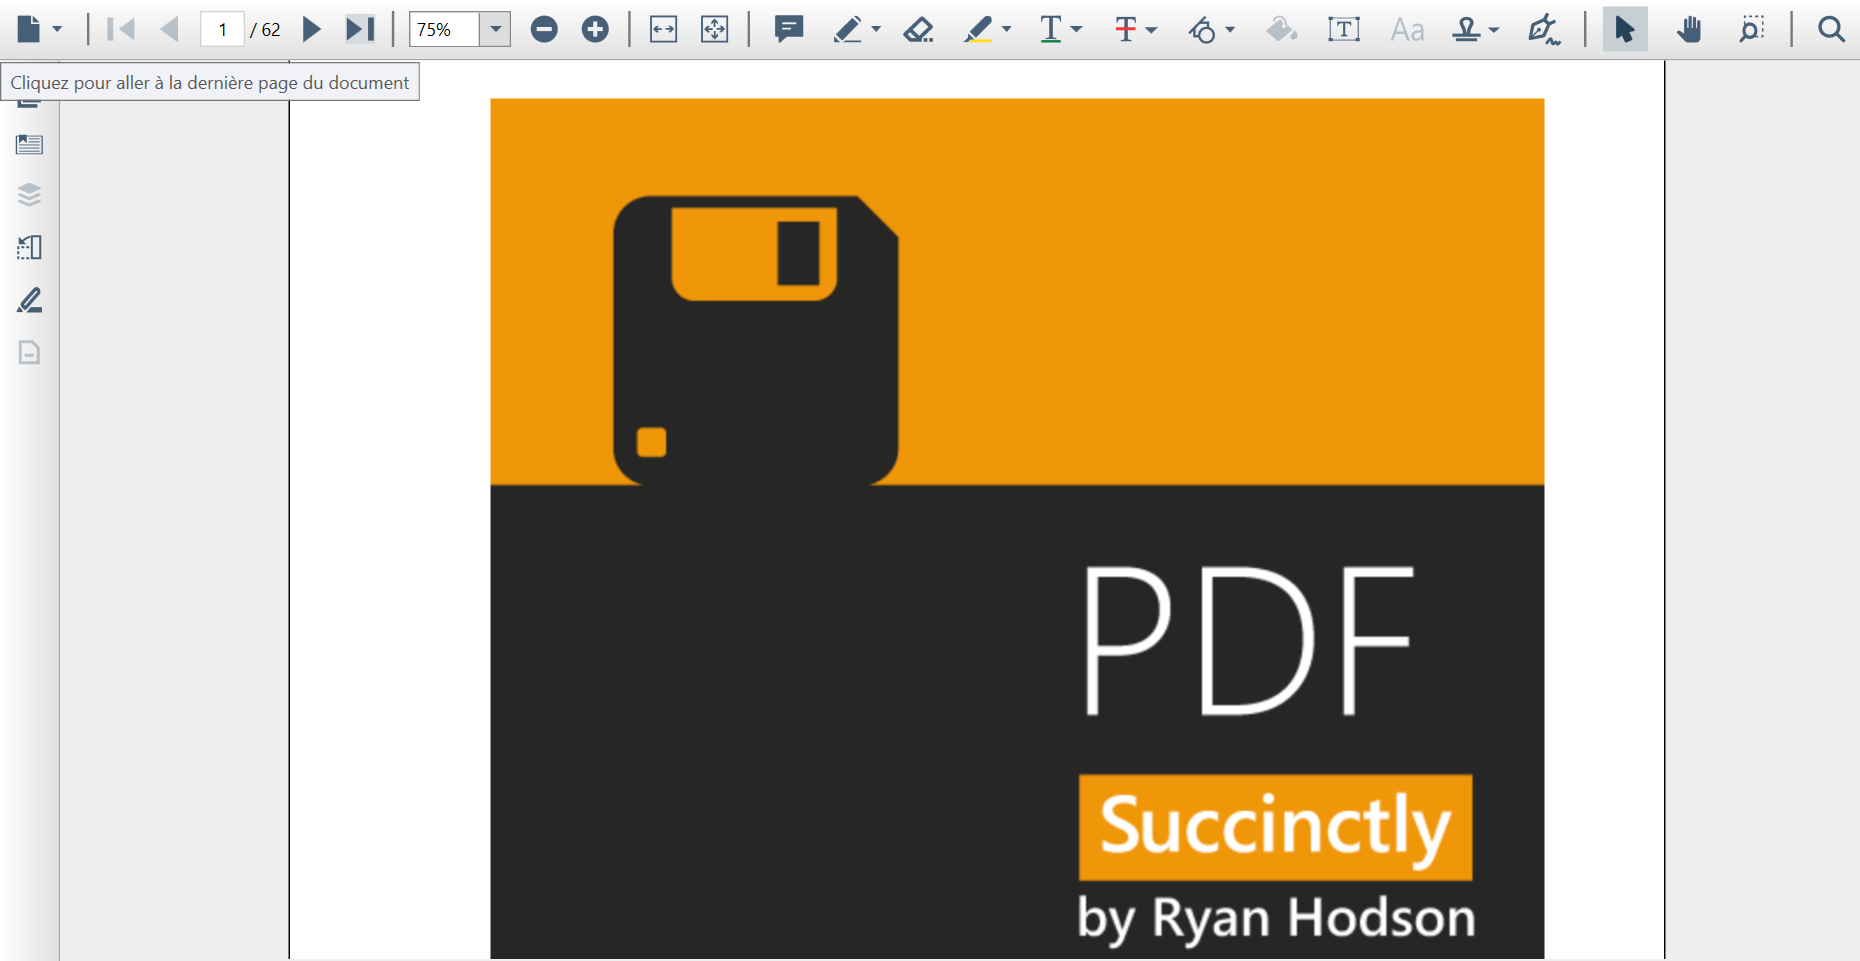 1 / 62 75% T T T Aa
Cliquez pour aller à la dernière page du document
PDF
Succinctly
by Ryan Hodson